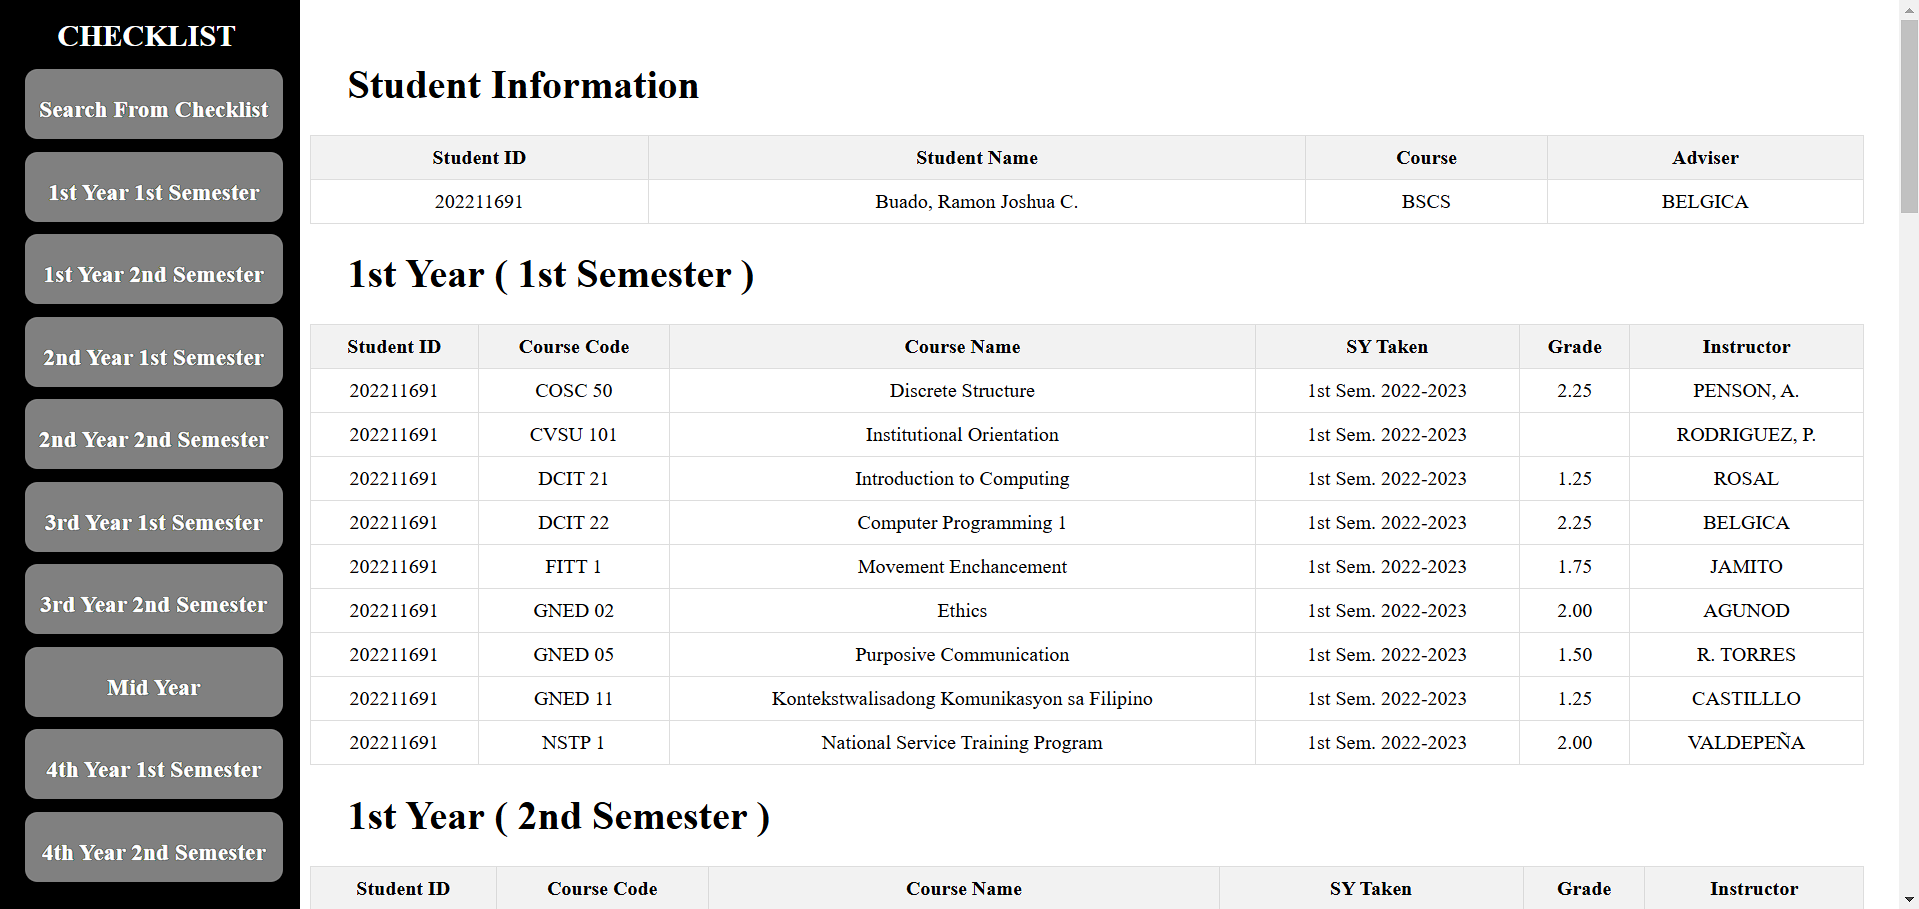 CHECKLIST
Search From Checklist
1st Year 1st Semester
1st Year 2nd Semester
2nd Year 1st Semester
2nd Year 2nd Semester
3rd Year 1st Semester
3rd Year 2nd Semester
Mid Year
4th Year 1st Semester
4th Year 2nd Semester
Student Information
Student ID Student Name Course Adviser
202211691 Buado, Ramon Joshua C. BSCS BELGICA
1st Year ( 1st Semester )
Student ID Course Code Course Name SY Taken Grade Instructor
202211691 COSC 50 Discrete Structure 1st Sem. 2022-2023 2.25 PENSON, A.
202211691 CVSU 101 Institutional Orientation 1st Sem. 2022-2023 RODRIGUEZ, P.
202211691 DCIT 21 Introduction to Computing 1st Sem. 2022-2023 1.25 ROSAL
202211691 DCIT 22 Computer Programming 1 1st Sem. 2022-2023 2.25 BELGICA
202211691 FITT 1 Movement Enchancement 1st Sem. 2022-2023 1.75 JAMITO
202211691 GNED 02 Ethics 1st Sem. 2022-2023 2.00 AGUNOD
202211691 GNED 05 Purposive Communication 1st Sem. 2022-2023 1.50 R. TORRES
202211691 GNED 11 Kontekstwalisadong Komunikasyon sa Filipino 1st Sem. 2022-2023 1.25 CASTILLLO
202211691 NSTP 1 National Service Training Program 1st Sem. 2022-2023 2.00 VALDEPEÑA
1st Year ( 2nd Semester )
Student ID Course Code Course Name SY Taken Grade Instructor